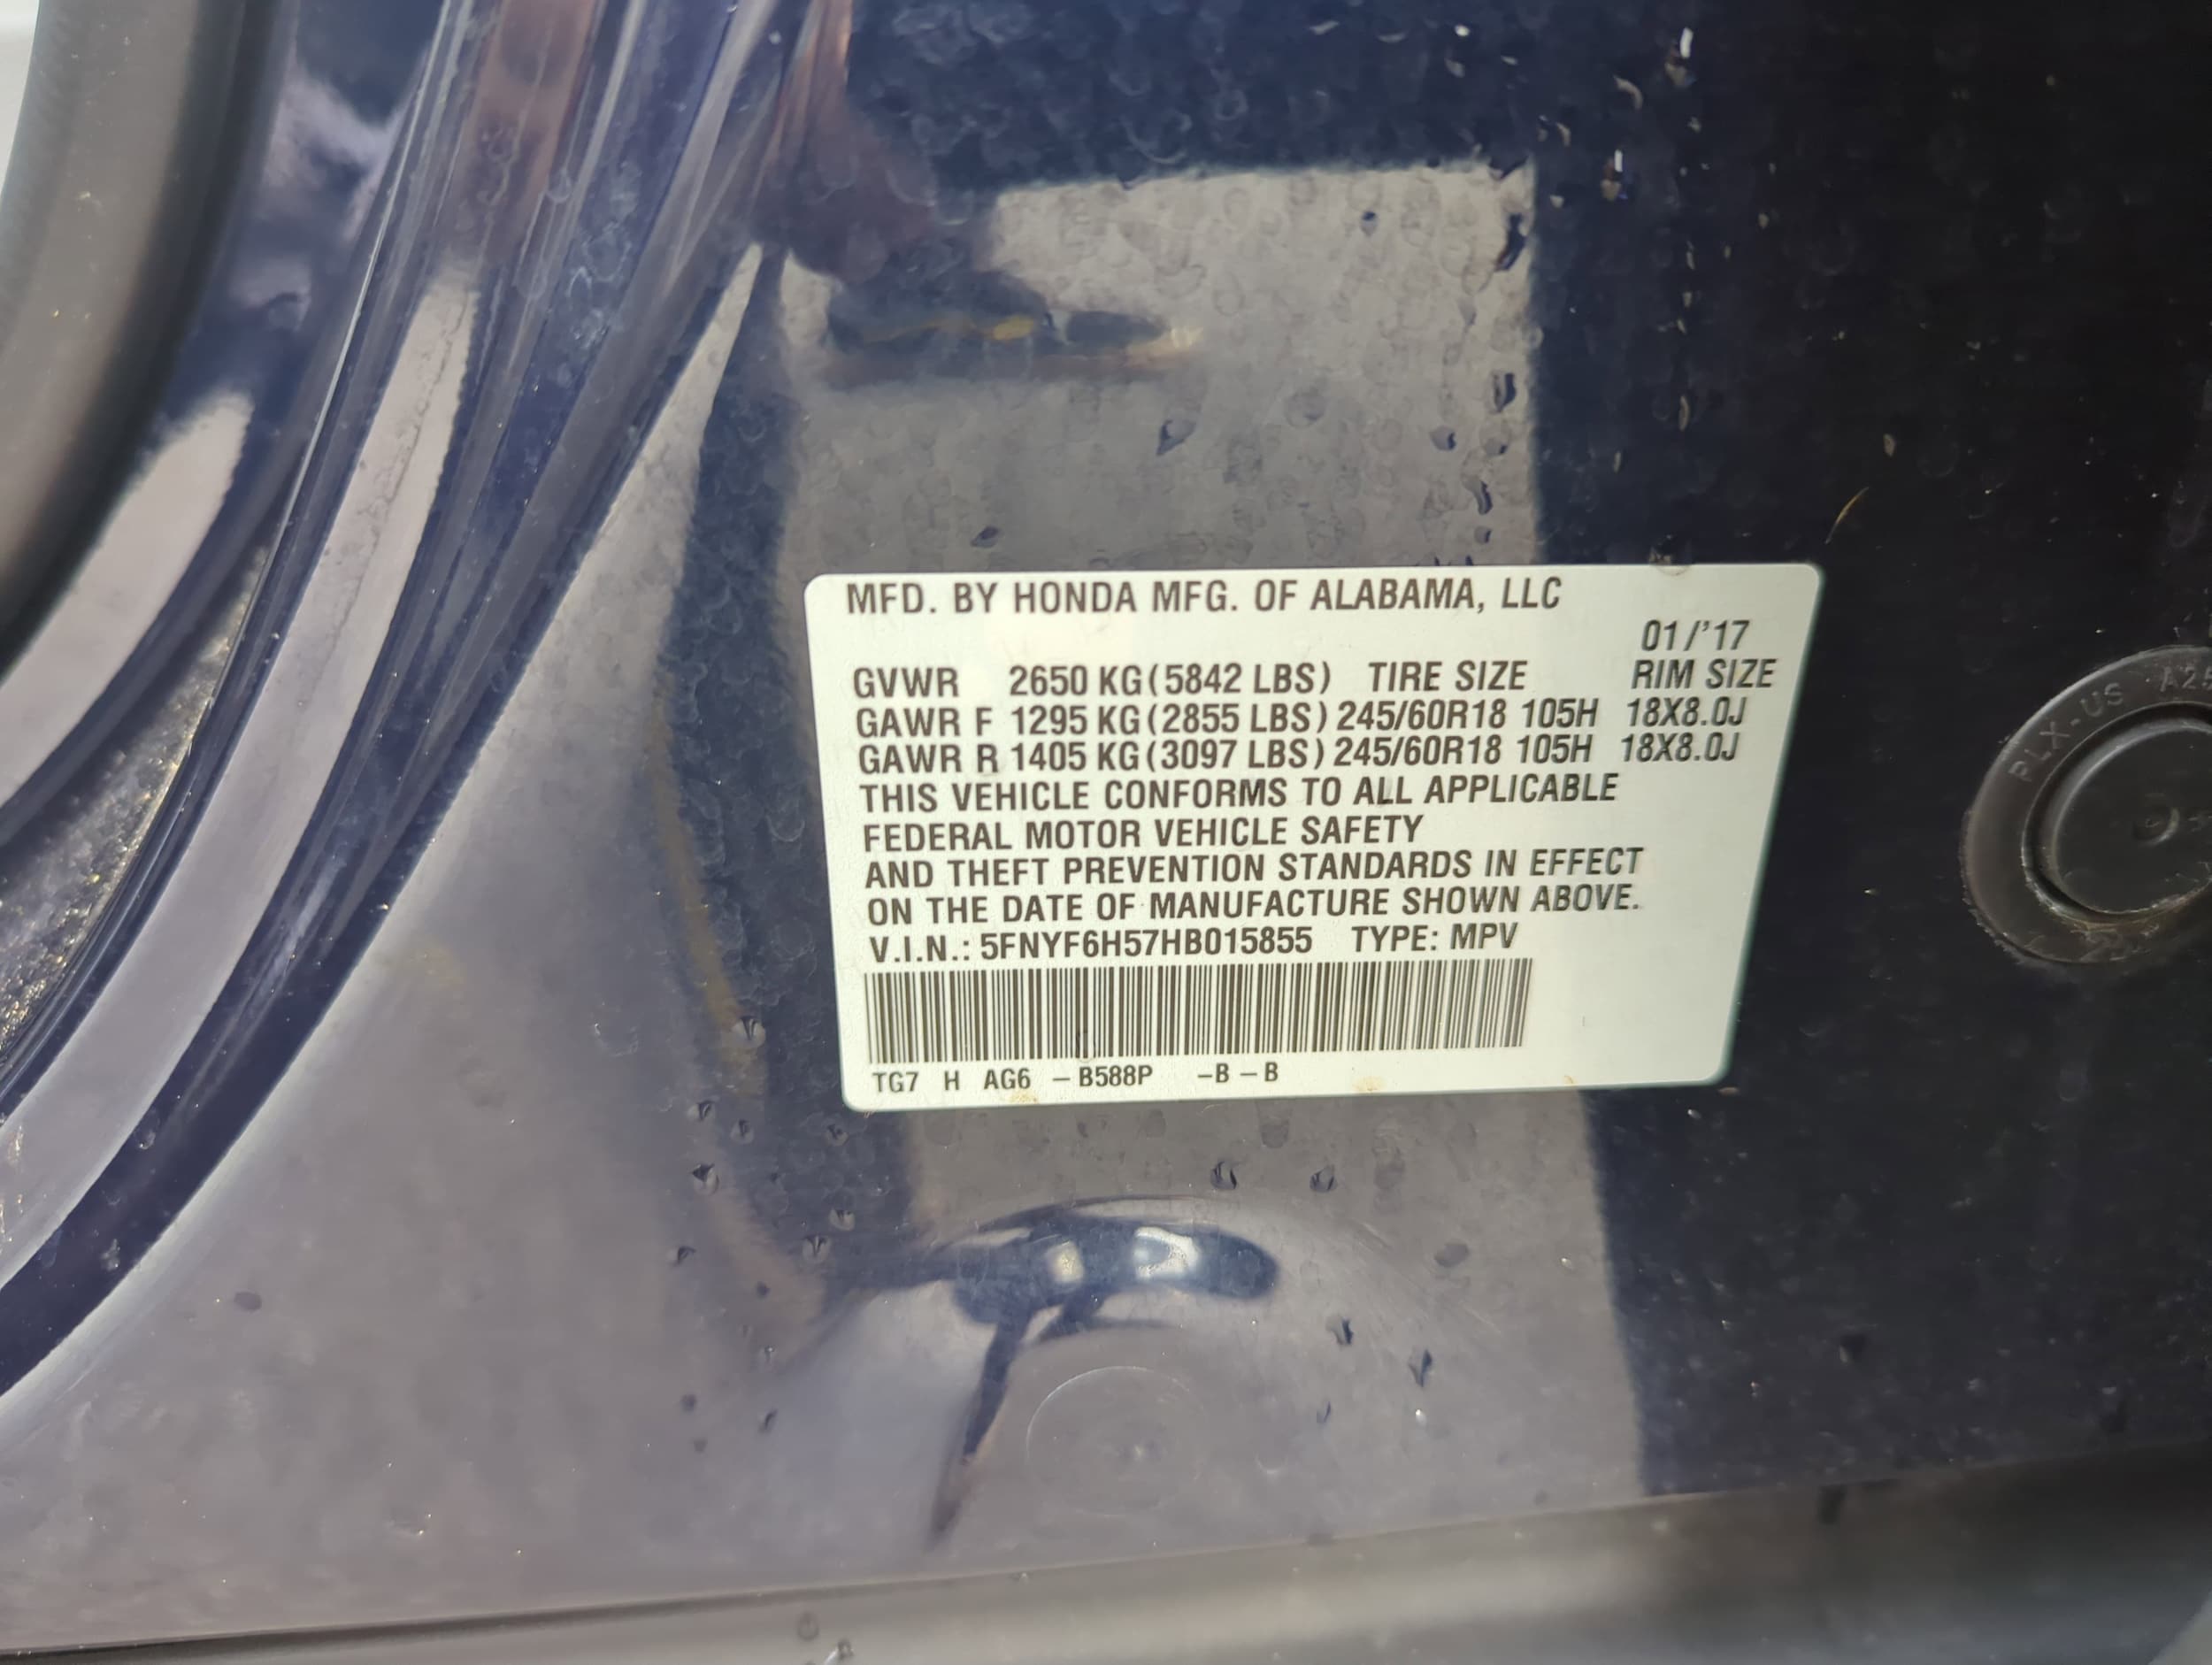 MFD. BY HONDA MFG. OF ALABAMA, LLC
01/'17
GVWR 2650 KG(5842 LBS) TIRE SIZE RIM SIZE
GAWR F 1295 KG(2855 LBS) 245/60R18 105H 18X8.0J
GAWR R 1405 KG(3097 LBS) 245/60R18 105H 18X8.0J
THIS VEHICLE CONFORMS TO ALL APPLICABLE
FEDERAL MOTOR VEHICLE SAFETY
AND THEFT PREVENTION STANDARDS IN EFFECT
ON THE DATE OF MANUFACTURE SHOWN ABOVE.
V.I.N.: 5FNYF6H57HB015855 TYPE: MPV
TG7 H AG6 –B588P –B–B
PLX-US A25